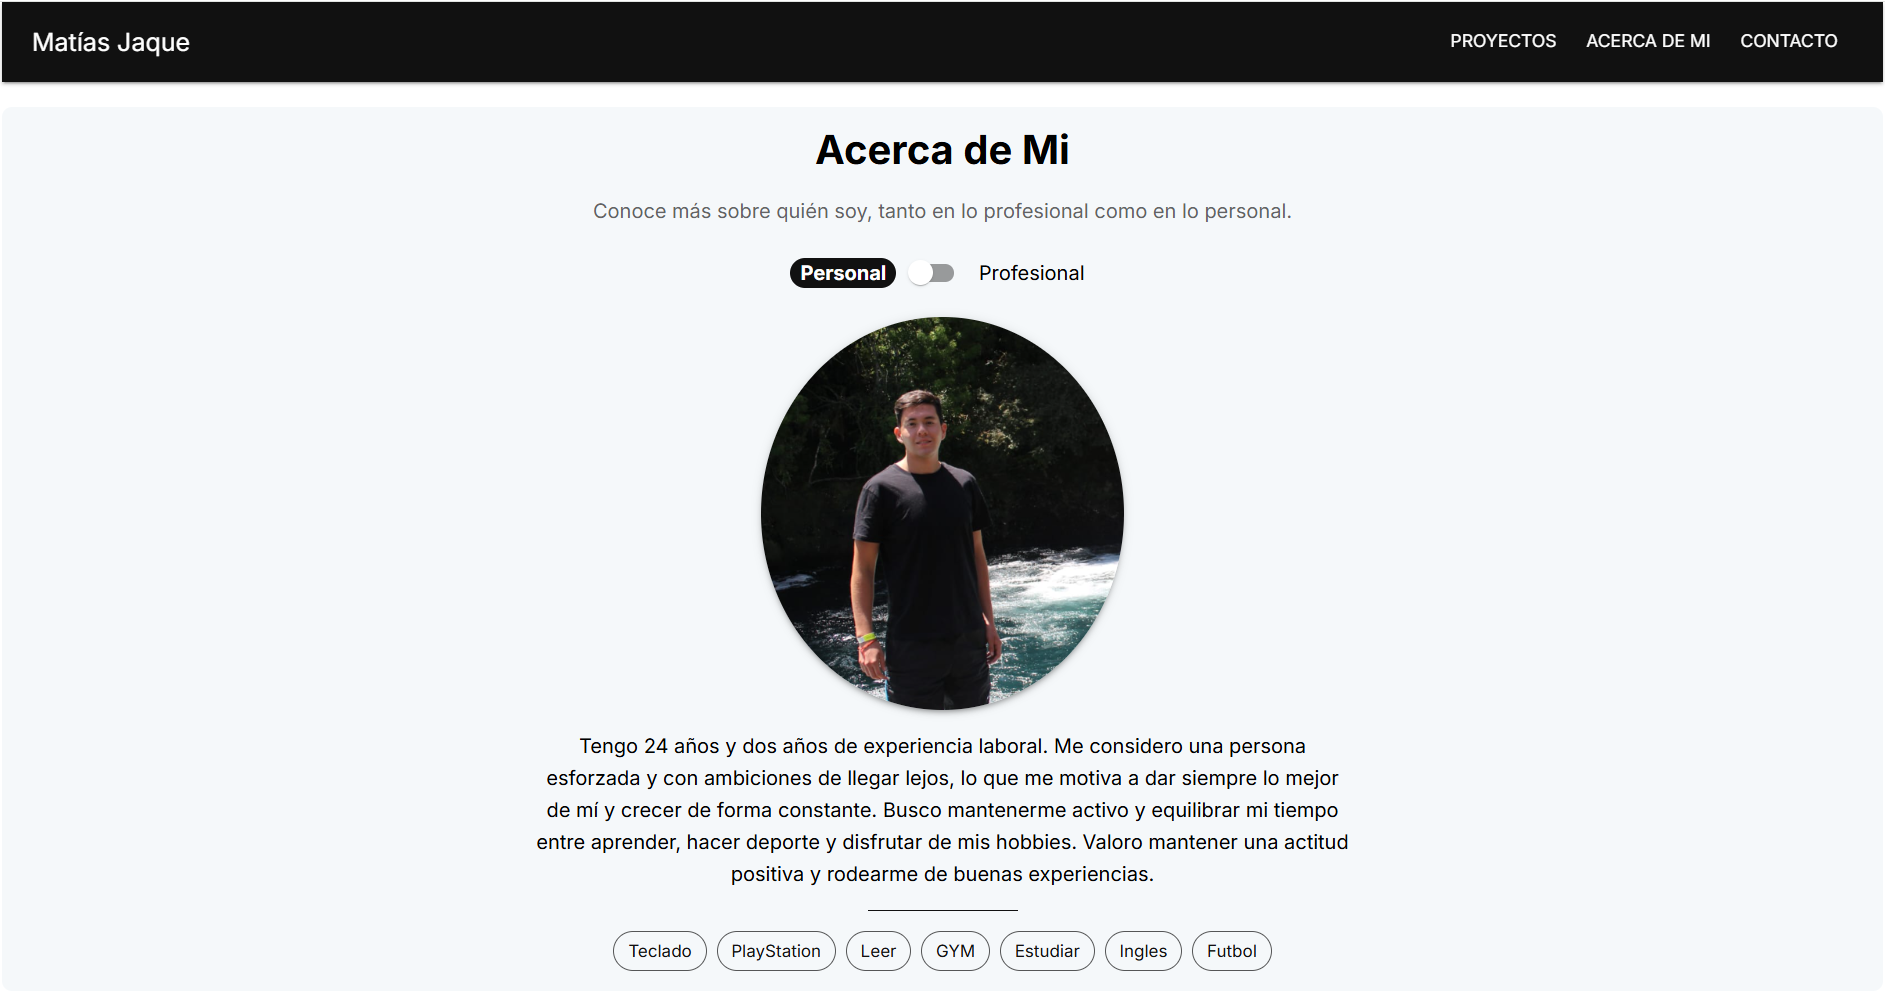 Matías Jaque
PROYECTOS ACERCA DE MI CONTACTO
Acerca de Mi
Conoce más sobre quién soy, tanto en lo profesional como en lo personal.
Personal Profesional
Tengo 24 años y dos años de experiencia laboral. Me considero una persona
esforzada y con ambiciones de llegar lejos, lo que me motiva a dar siempre lo mejor
de mí y crecer de forma constante. Busco mantenerme activo y equilibrar mi tiempo
entre aprender, hacer deporte y disfrutar de mis hobbies. Valoro mantener una actitud
positiva y rodearme de buenas experiencias.
Teclado PlayStation Leer GYM Estudiar Ingles Futbol